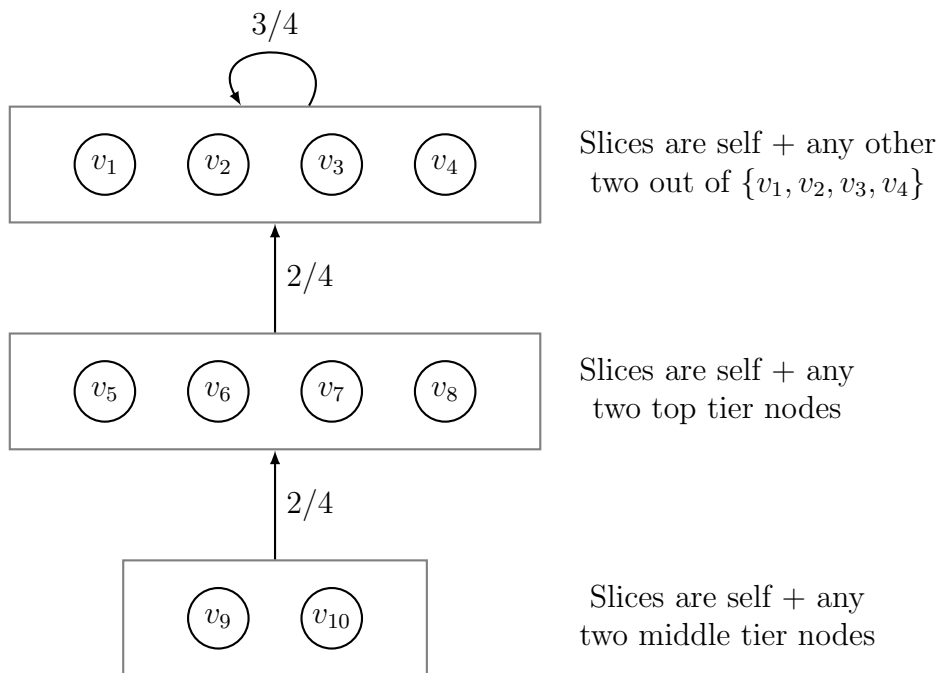 3/4
v₁ v₂ v₃ v₄
Slices are self + any other
two out of {v₁, v₂, v₃, v₄}
2/4
v₅ v₆ v₇ v₈
Slices are self + any
two top tier nodes
2/4
v₉ v₁₀
Slices are self + any
two middle tier nodes